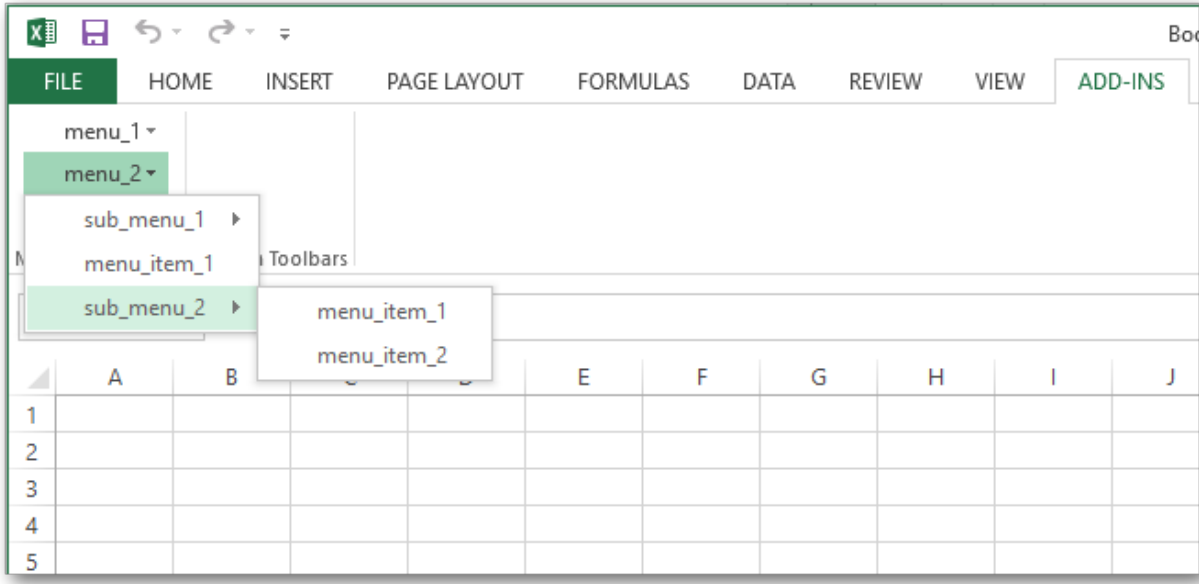 Boo
FILE HOME INSERT PAGE LAYOUT FORMULAS DATA REVIEW VIEW ADD-INS
menu_1
menu_2
sub_menu_1
menu_item_1
Toolbars
sub_menu_2
menu_item_1
menu_item_2
A B E F G H I J
1
2
3
4
5